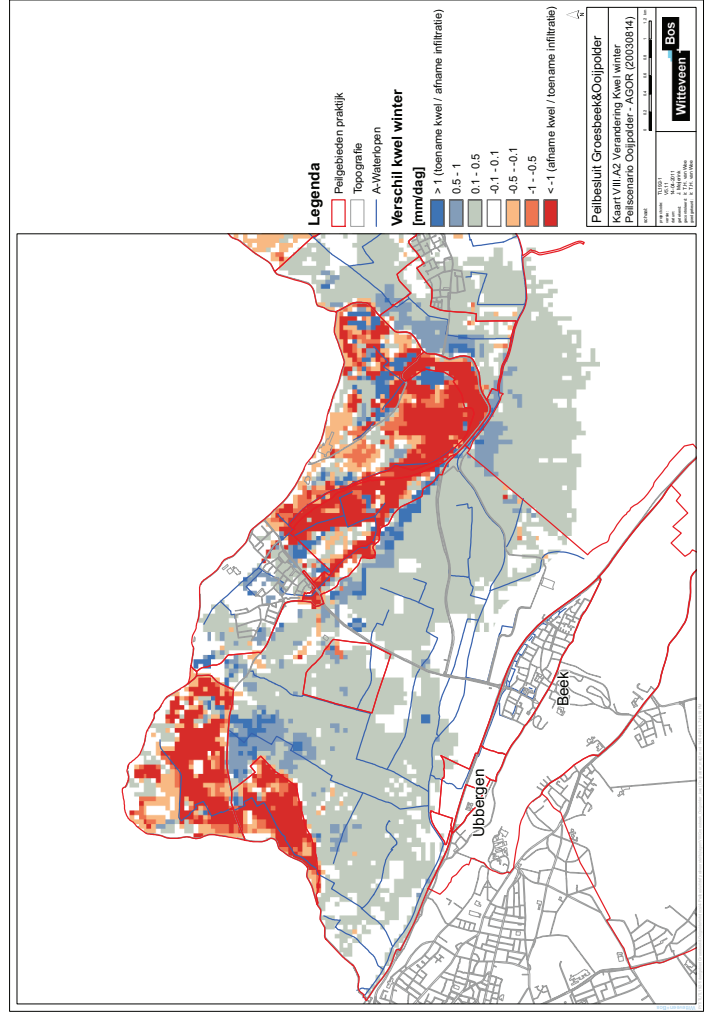 Legenda
Peilgebieden praktijk
Topografie
A-Waterlopen
Verschil kwel winter
[mm/dag]
> 1 (toename kwel / afname infiltratie)
0.5 - 1
0.1 - 0.5
-0.1 - 0.1
-0.5 - -0.1
-1 - -0.5
< -1 (afname kwel / toename infiltratie)
N
Peilbesluit Groesbeek&Ooijpolder
Kaart VIII.A2 Verandering Kwel winter
Peilscenario Ooijpolder - AGOR (20030814)
Witteveen
Bos
Ubbergen
Beek